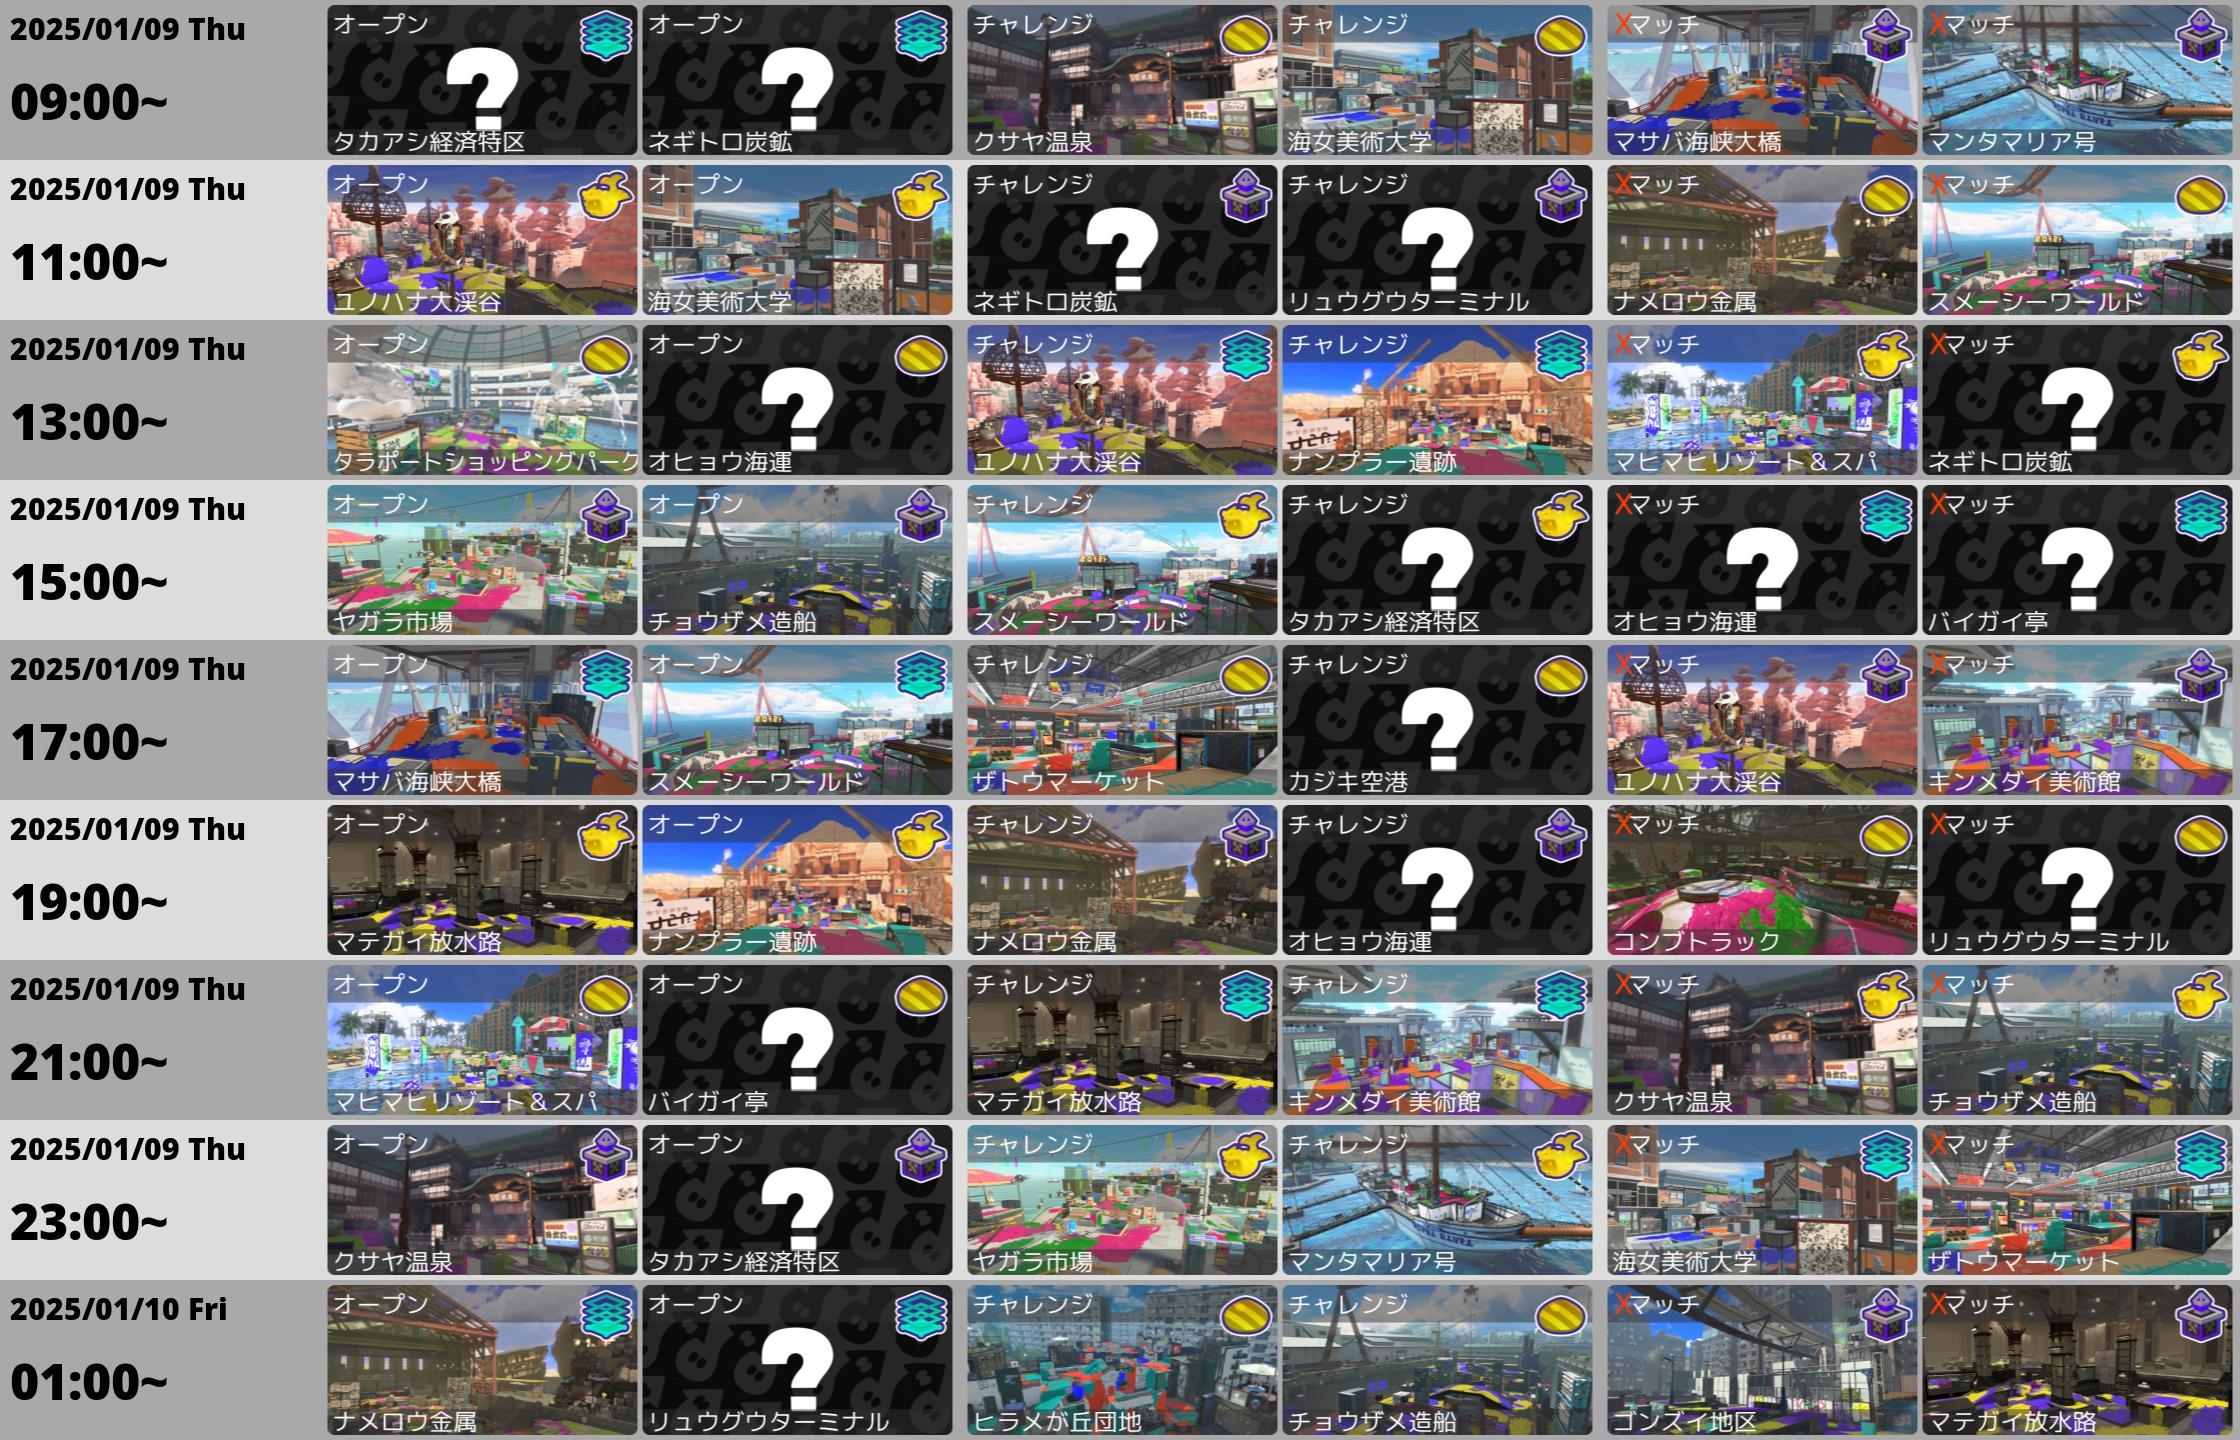 2025/01/09 Thu
09:00~
オープン
タカアシ経済特区
オープン
ネギトロ炭鉱
チャレンジ
クサヤ温泉
チャレンジ
海女美術大学
Xマッチ
マサバ海峡大橋
Xマッチ
マンタマリア号
2025/01/09 Thu
11:00~
オープン
ユノハナ大渓谷
オープン
海女美術大学
チャレンジ
ネギトロ炭鉱
チャレンジ
リュウグウターミナル
Xマッチ
ナメロウ金属
Xマッチ
スメーシーワールド
2025/01/09 Thu
13:00~
オープン
タラポートショッピングパーク
オープン
オヒョウ海運
チャレンジ
ユノハナ大渓谷
チャレンジ
ナンプラー遺跡
Xマッチ
マヒマヒリゾート＆スパ
Xマッチ
ネギトロ炭鉱
2025/01/09 Thu
15:00~
オープン
ヤガラ市場
オープン
チョウザメ造船
チャレンジ
スメーシーワールド
チャレンジ
タカアシ経済特区
Xマッチ
オヒョウ海運
Xマッチ
バイガイ亭
2025/01/09 Thu
17:00~
オープン
マサバ海峡大橋
オープン
スメーシーワールド
チャレンジ
ザトウマーケット
チャレンジ
カジキ空港
Xマッチ
ユノハナ大渓谷
Xマッチ
キンメダイ美術館
2025/01/09 Thu
19:00~
オープン
マテガイ放水路
オープン
ナンプラー遺跡
チャレンジ
ナメロウ金属
チャレンジ
オヒョウ海運
Xマッチ
コンブトラック
Xマッチ
リュウグウターミナル
2025/01/09 Thu
21:00~
オープン
マヒマヒリゾート＆スパ
オープン
バイガイ亭
チャレンジ
マテガイ放水路
チャレンジ
キンメダイ美術館
Xマッチ
クサヤ温泉
Xマッチ
チョウザメ造船
2025/01/09 Thu
23:00~
オープン
クサヤ温泉
オープン
タカアシ経済特区
チャレンジ
ヤガラ市場
チャレンジ
マンタマリア号
Xマッチ
海女美術大学
Xマッチ
ザトウマーケット
2025/01/10 Fri
01:00~
オープン
ナメロウ金属
オープン
リュウグウターミナル
チャレンジ
ヒラメが丘団地
チャレンジ
チョウザメ造船
Xマッチ
ゴンズイ地区
Xマッチ
マテガイ放水路